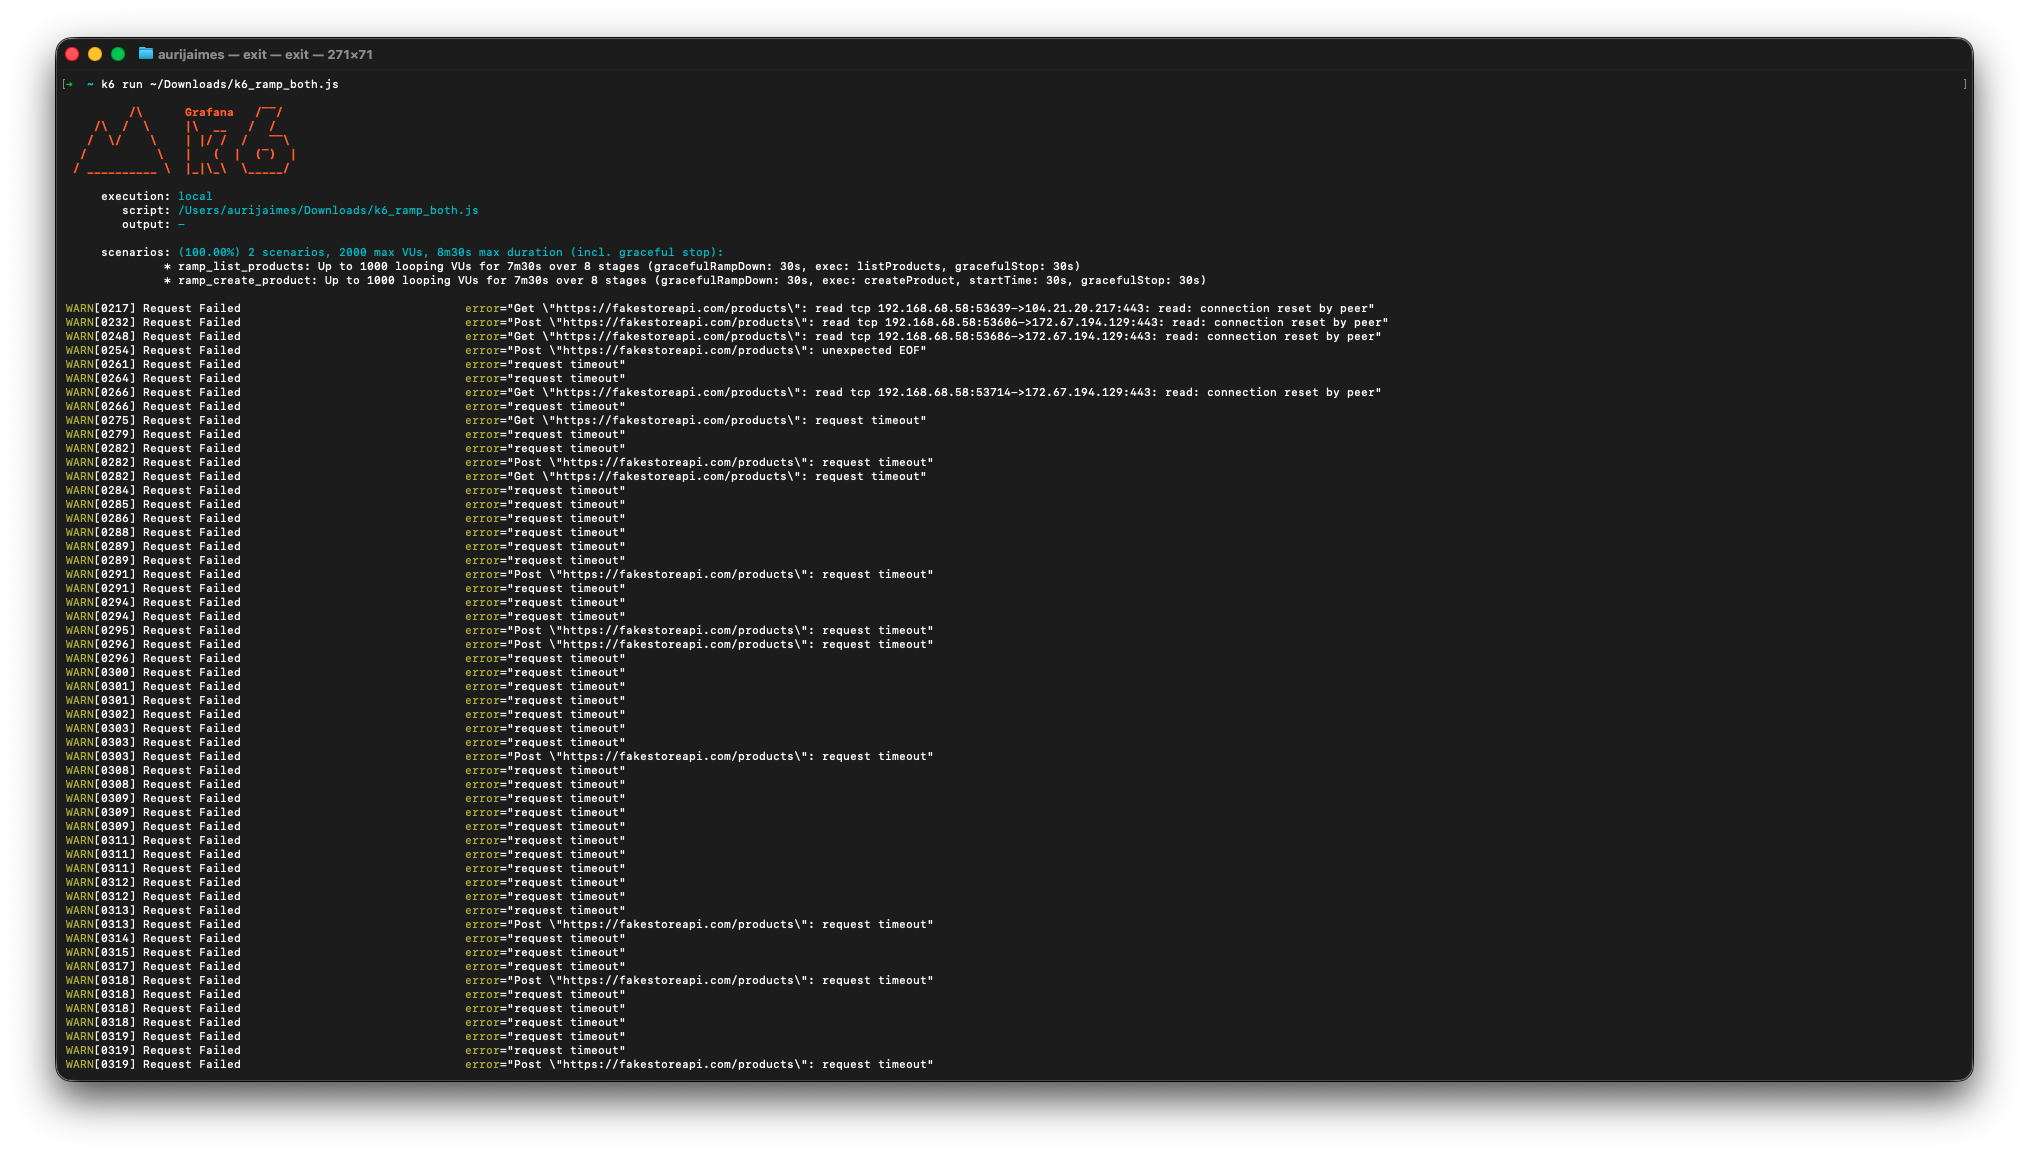 aurijaimes — exit — exit — 271×71
[➜  ~ k6 run ~/Downloads/k6_ramp_both.js ]
         /\      Grafana   /‾‾/
    /\  /  \     |\  __   /  /
   /  \/    \    | |/ /  /   ‾‾\
  /          \   |   (  |  (‾)  |
 / __________ \  |_|\_\  \_____/
execution: local
script: /Users/aurijaimes/Downloads/k6_ramp_both.js
output: -
scenarios: (100.00%) 2 scenarios, 2000 max VUs, 8m30s max duration (incl. graceful stop):
* ramp_list_products: Up to 1000 looping VUs for 7m30s over 8 stages (gracefulRampDown: 30s, exec: listProducts, gracefulStop: 30s)
* ramp_create_product: Up to 1000 looping VUs for 7m30s over 8 stages (gracefulRampDown: 30s, exec: createProduct, startTime: 30s, gracefulStop: 30s)
WARN[0217] Request Failed error="Get \"https://fakestoreapi.com/products\": read tcp 192.168.68.58:53639->104.21.20.217:443: read: connection reset by peer"
WARN[0232] Request Failed error="Post \"https://fakestoreapi.com/products\": read tcp 192.168.68.58:53606->172.67.194.129:443: read: connection reset by peer"
WARN[0248] Request Failed error="Get \"https://fakestoreapi.com/products\": read tcp 192.168.68.58:53686->172.67.194.129:443: read: connection reset by peer"
WARN[0254] Request Failed error="Post \"https://fakestoreapi.com/products\": unexpected EOF"
WARN[0261] Request Failed error="request timeout"
WARN[0264] Request Failed error="request timeout"
WARN[0266] Request Failed error="Get \"https://fakestoreapi.com/products\": read tcp 192.168.68.58:53714->172.67.194.129:443: read: connection reset by peer"
WARN[0266] Request Failed error="request timeout"
WARN[0275] Request Failed error="Get \"https://fakestoreapi.com/products\": request timeout"
WARN[0279] Request Failed error="request timeout"
WARN[0282] Request Failed error="request timeout"
WARN[0282] Request Failed error="Post \"https://fakestoreapi.com/products\": request timeout"
WARN[0282] Request Failed error="Get \"https://fakestoreapi.com/products\": request timeout"
WARN[0284] Request Failed error="request timeout"
WARN[0285] Request Failed error="request timeout"
WARN[0286] Request Failed error="request timeout"
WARN[0288] Request Failed error="request timeout"
WARN[0289] Request Failed error="request timeout"
WARN[0289] Request Failed error="request timeout"
WARN[0291] Request Failed error="Post \"https://fakestoreapi.com/products\": request timeout"
WARN[0291] Request Failed error="request timeout"
WARN[0294] Request Failed error="request timeout"
WARN[0294] Request Failed error="request timeout"
WARN[0295] Request Failed error="Post \"https://fakestoreapi.com/products\": request timeout"
WARN[0296] Request Failed error="Post \"https://fakestoreapi.com/products\": request timeout"
WARN[0296] Request Failed error="request timeout"
WARN[0300] Request Failed error="request timeout"
WARN[0301] Request Failed error="request timeout"
WARN[0301] Request Failed error="request timeout"
WARN[0302] Request Failed error="request timeout"
WARN[0303] Request Failed error="request timeout"
WARN[0303] Request Failed error="request timeout"
WARN[0303] Request Failed error="Post \"https://fakestoreapi.com/products\": request timeout"
WARN[0308] Request Failed error="request timeout"
WARN[0308] Request Failed error="request timeout"
WARN[0309] Request Failed error="request timeout"
WARN[0309] Request Failed error="request timeout"
WARN[0309] Request Failed error="request timeout"
WARN[0311] Request Failed error="request timeout"
WARN[0311] Request Failed error="request timeout"
WARN[0311] Request Failed error="request timeout"
WARN[0312] Request Failed error="request timeout"
WARN[0312] Request Failed error="request timeout"
WARN[0313] Request Failed error="request timeout"
WARN[0313] Request Failed error="Post \"https://fakestoreapi.com/products\": request timeout"
WARN[0314] Request Failed error="request timeout"
WARN[0315] Request Failed error="request timeout"
WARN[0317] Request Failed error="request timeout"
WARN[0318] Request Failed error="Post \"https://fakestoreapi.com/products\": request timeout"
WARN[0318] Request Failed error="request timeout"
WARN[0318] Request Failed error="request timeout"
WARN[0318] Request Failed error="request timeout"
WARN[0319] Request Failed error="request timeout"
WARN[0319] Request Failed error="request timeout"
WARN[0319] Request Failed error="Post \"https://fakestoreapi.com/products\": request timeout"